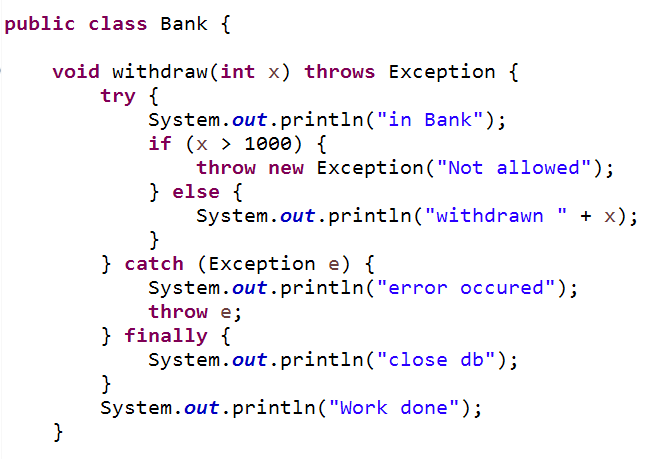 public class Bank {
void withdraw(int x) throws Exception {
try {
System.out.println("in Bank");
if (x > 1000) {
throw new Exception("Not allowed");
} else {
System.out.println("withdrawn " + x);
}
} catch (Exception e) {
System.out.println("error occured");
throw e;
} finally {
System.out.println("close db");
}
System.out.println("Work done");
}